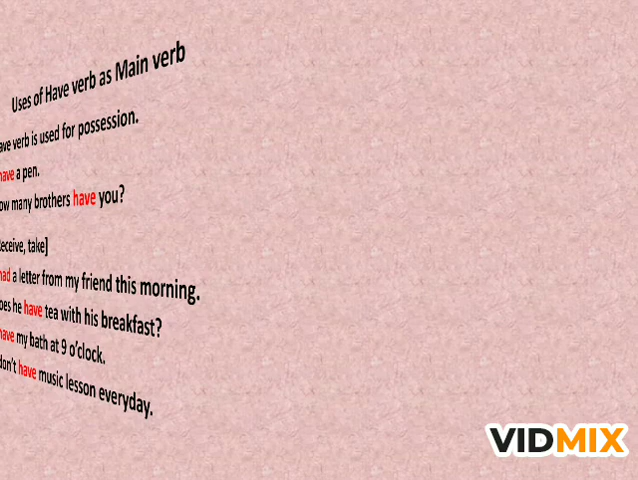 Uses of Have verb as Main verb
ave verb is used for possession.
have a pen.
ow many brothers have you?
eceive, take]
had a letter from my friend this morning.
oes he have tea with his breakfast?
have my bath at 9 o'clock.
don't have music lesson everyday.
VIDMIX